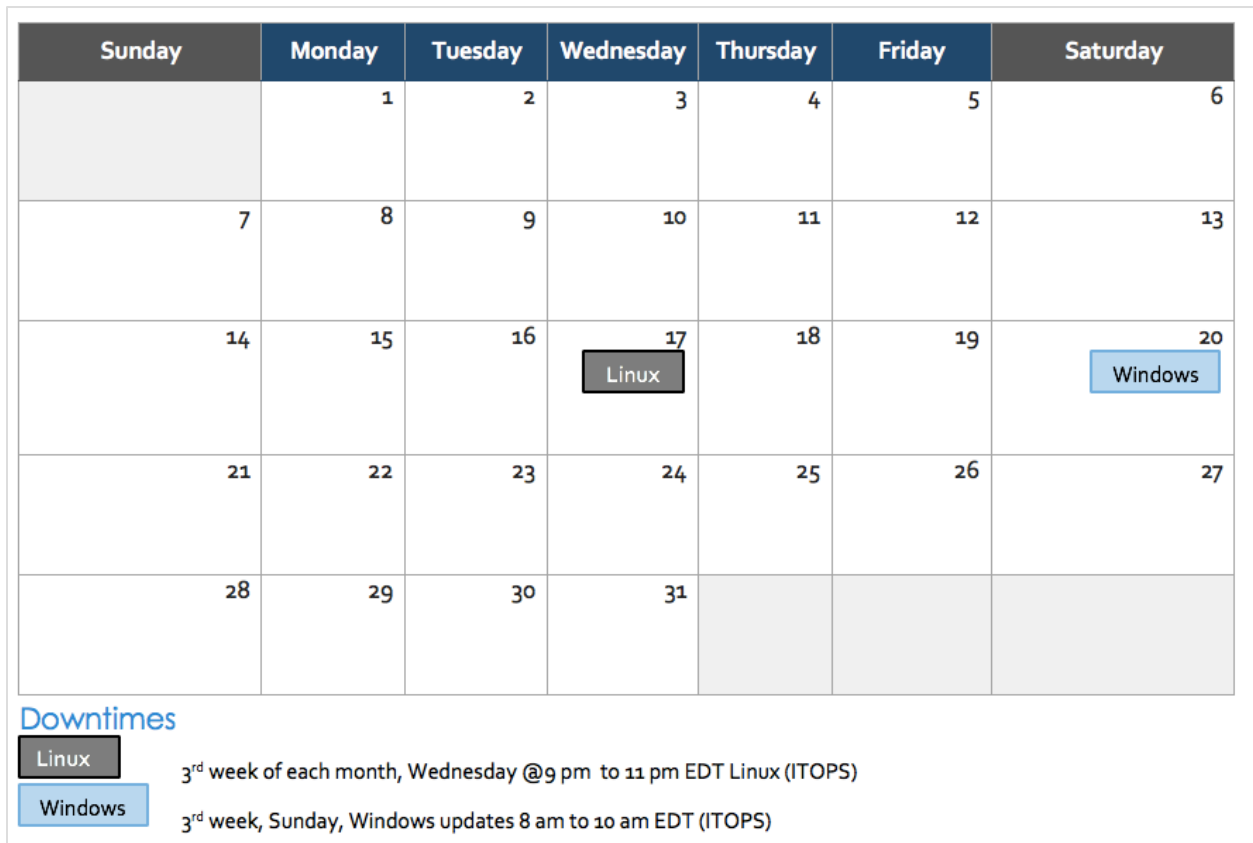 Sunday Monday Tuesday Wednesday Thursday Friday Saturday
1 2 3 4 5 6
7 8 9 10 11 12 13
14 15 16 17 18 19 20
Linux Windows
21 22 23 24 25 26 27
28 29 30 31
Downtimes
Linux
3rd week of each month, Wednesday @9 pm to 11 pm EDT Linux (ITOPS)
Windows
3rd week, Sunday, Windows updates 8 am to 10 am EDT (ITOPS)